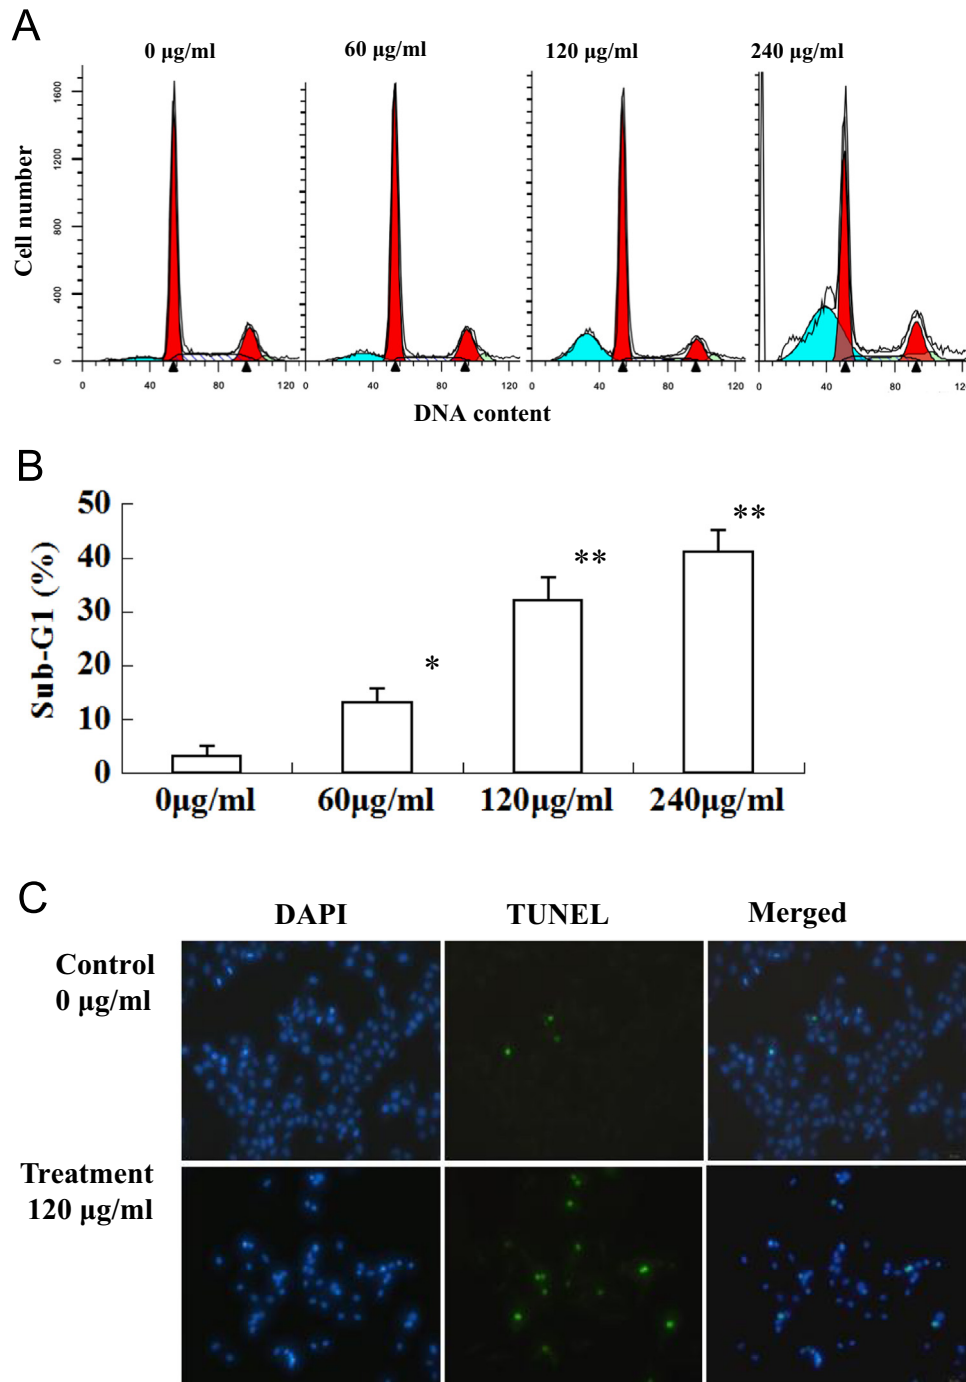 A
0 μg/ml
60 μg/ml
120 μg/ml
240 μg/ml
Cell number
1600
1200
800
400
0
0 40 80 120
0 40 80 120
0 40 80 120
0 40 80 12
DNA content
B
Sub-G1 (%)
50
40
30
20
10
0
*
**
**
0μg/ml 60μg/ml 120μg/ml 240μg/ml
C
DAPI TUNEL Merged
Control
0 μg/ml
Treatment
120 μg/ml